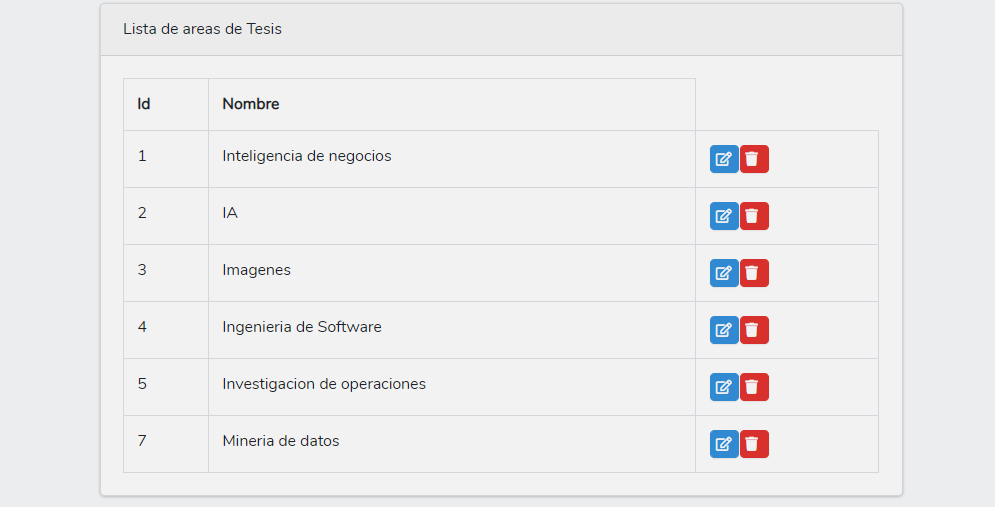 Lista de areas de Tesis
Id Nombre
1 Inteligencia de negocios
2 IA
3 Imagenes
4 Ingenieria de Software
5 Investigacion de operaciones
7 Mineria de datos